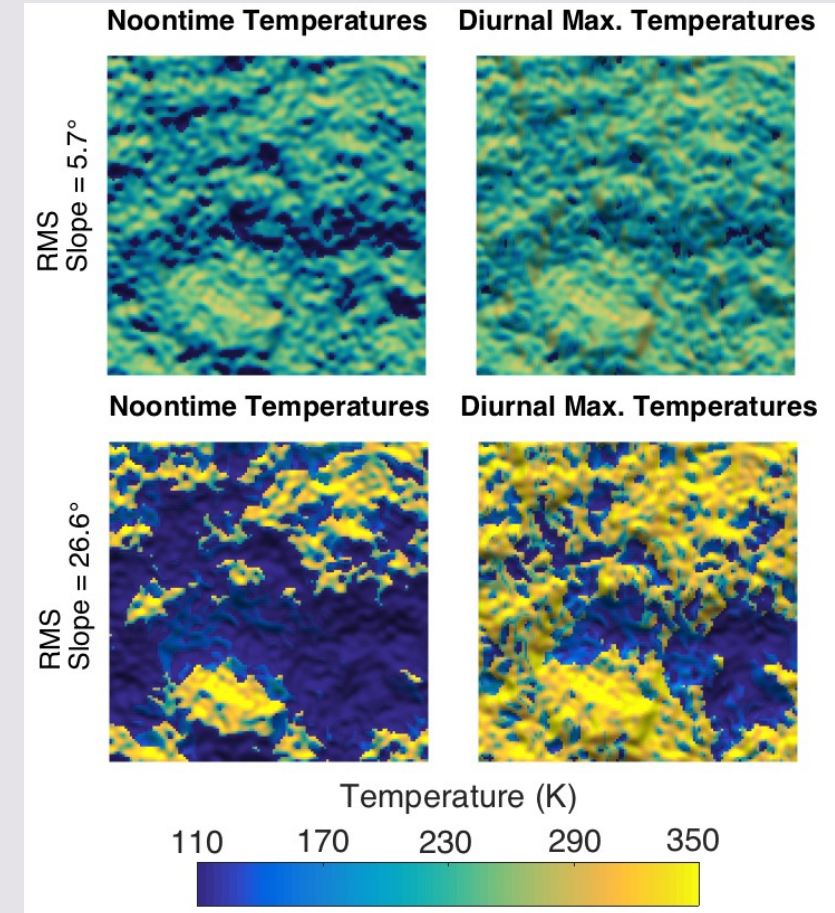 Noontime Temperatures
Diurnal Max. Temperatures
RMS
Slope = 5.7°
Noontime Temperatures
Diurnal Max. Temperatures
RMS
Slope = 26.6°
Temperature (K)
110 170 230 290 350